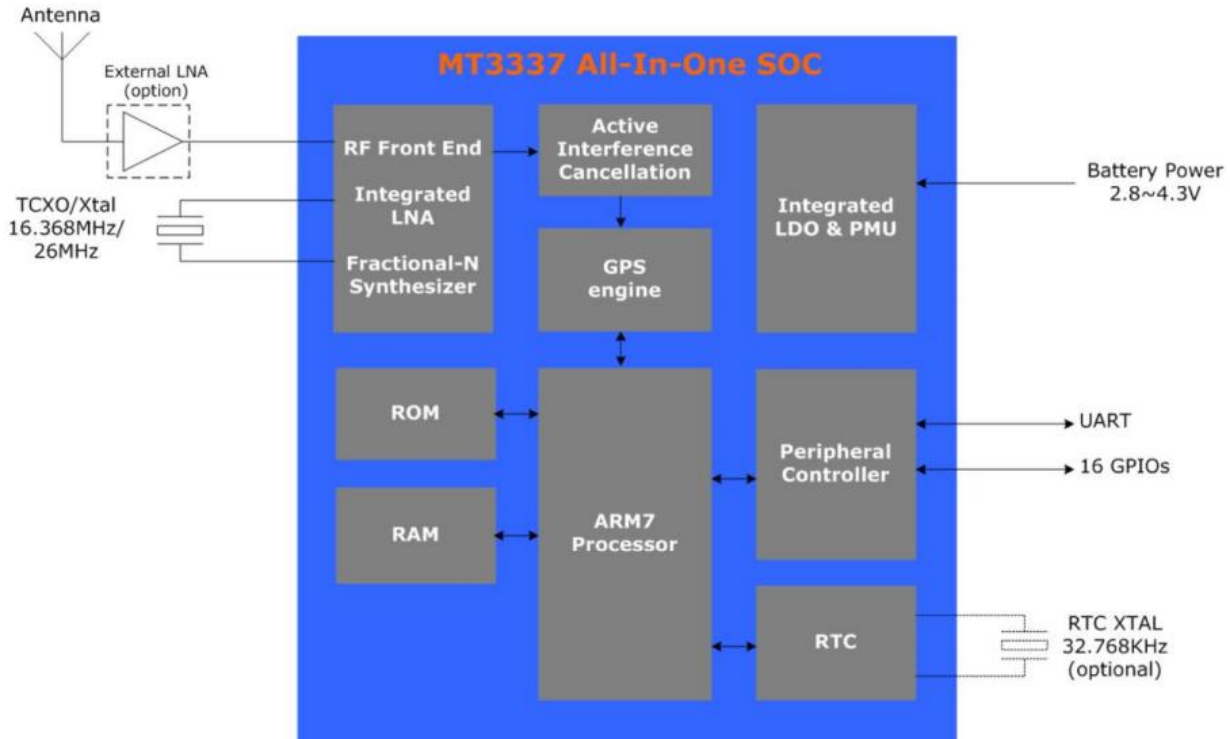 Antenna
External LNA
(option)
TCXO/Xtal
16.368MHz/
26MHz
MT3337 All-In-One SOC
RF Front End
Integrated
LNA
Fractional-N
Synthesizer
Active
Interference
Cancellation
GPS
engine
Integrated
LDO & PMU
Battery Power
2.8~4.3V
ROM
RAM
ARM7
Processor
Peripheral
Controller
UART
16 GPIOs
RTC
RTC XTAL
32.768KHz
(optional)